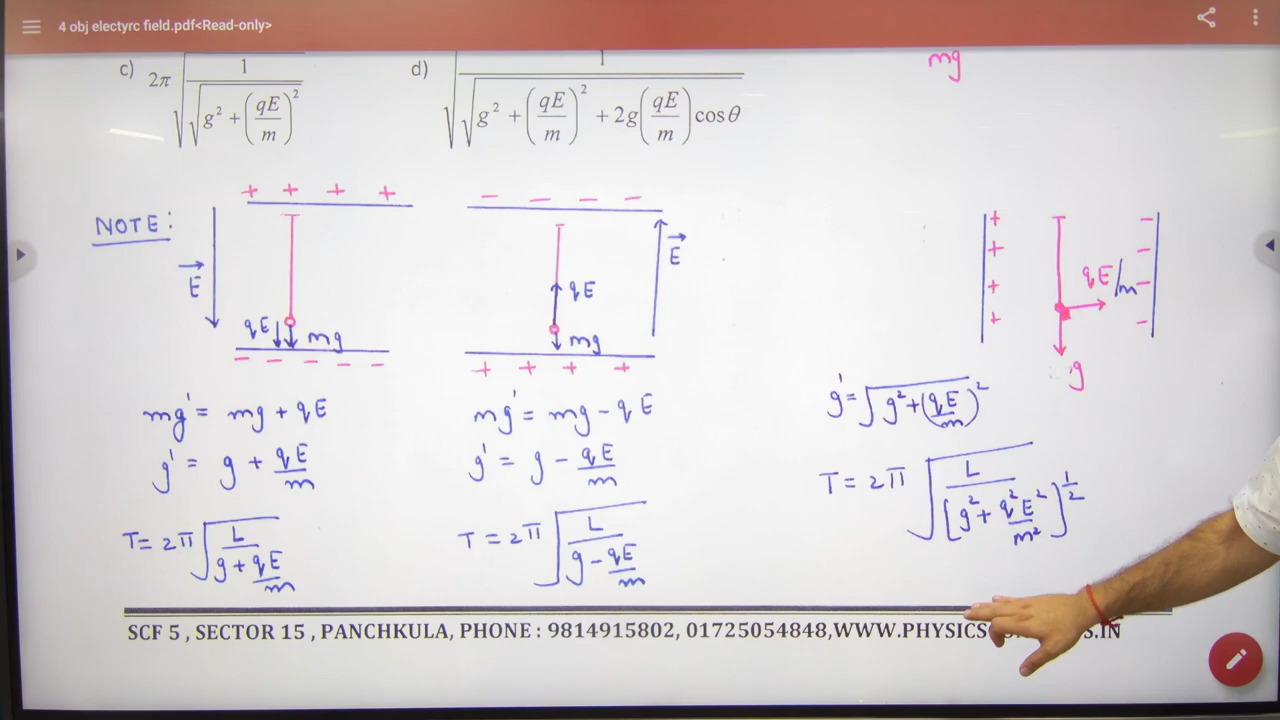 4 obj electyrc field.pdf<Read-only>
c) 2π √(1/√(g² + (qE/m)²))
d) √(1/√(g² + (qE/m)² + 2g(qE/m)cosθ))
mg
NOTE:
+ + + +
E
qE mg
- - - - -
- - - -
E
qE
mg
+ + + +
+ + + +
- - - -
qE/m
g
mg' = mg + qE
g' = g + qE/m
T = 2π √(L/(g + qE/m))
mg' = mg - qE
g' = g - qE/m
T = 2π √(L/(g - qE/m))
g' = √(g² + (qE/m)²)
T = 2π √(L/[g² + q²E²/m²]^(1/2))
SCF 5 , SECTOR 15 , PANCHKULA, PHONE : 9814915802, 01725054848,WWW.PHYSICS